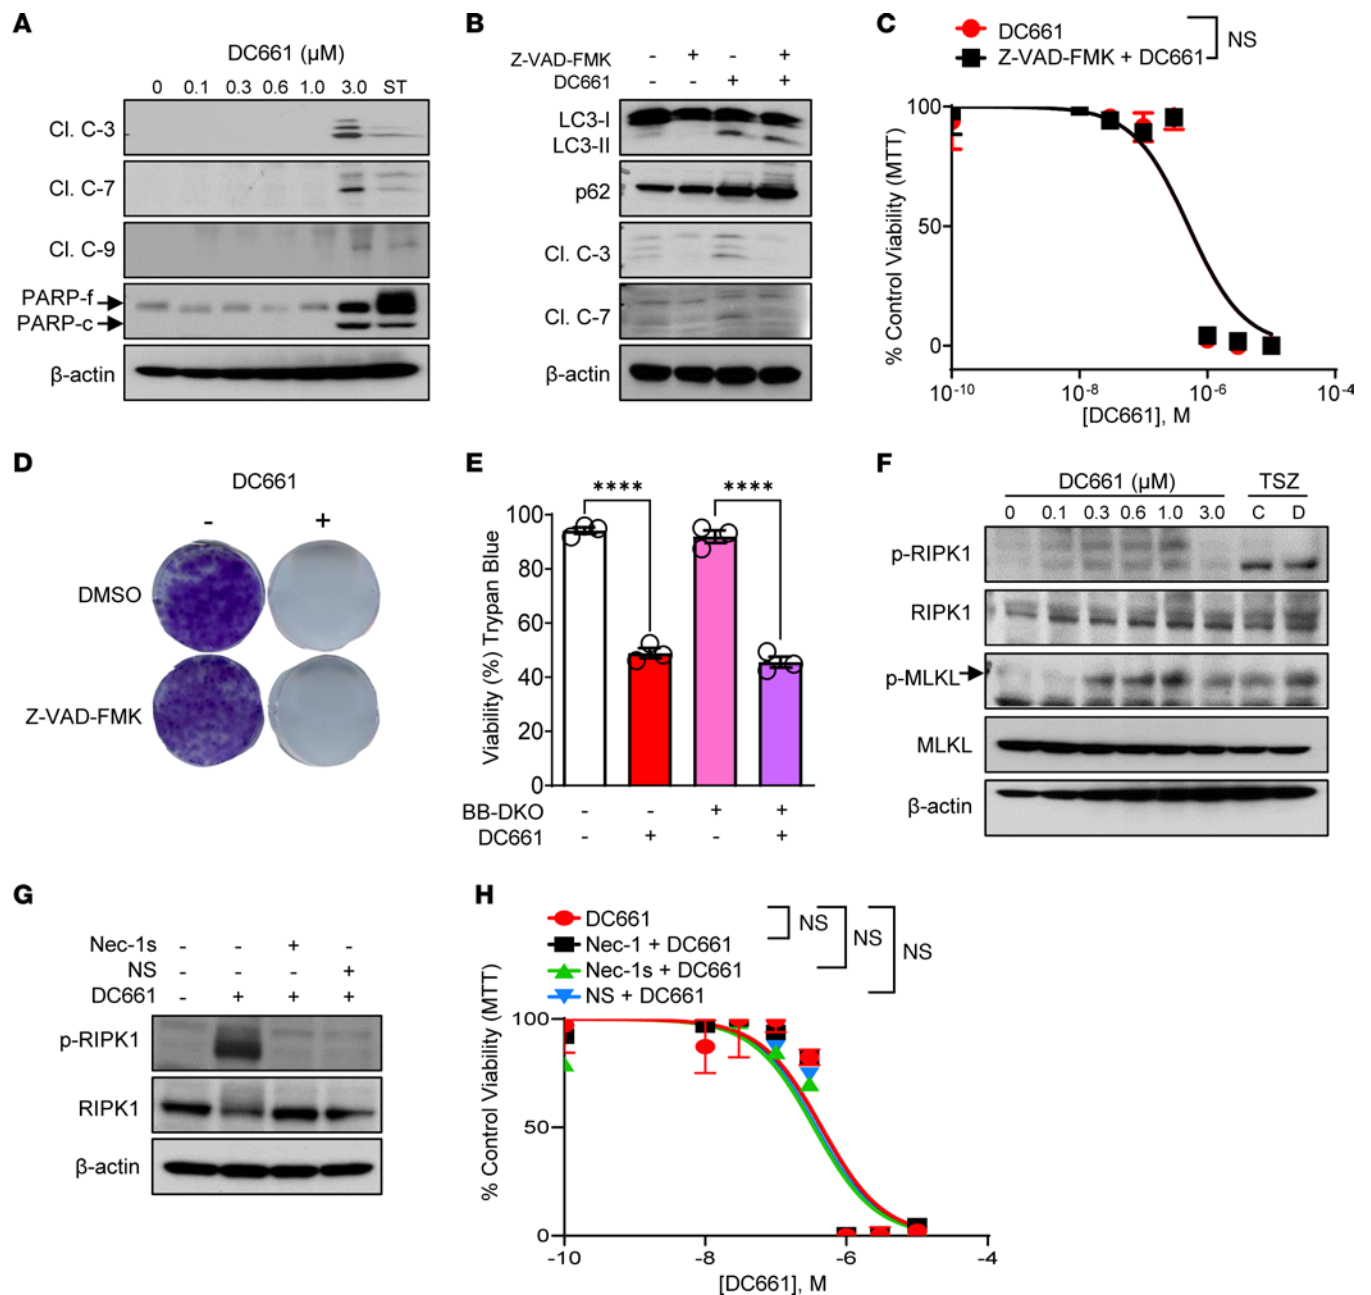 A
DC661 (μM)
0 0.1 0.3 0.6 1.0 3.0 ST
Cl. C-3
Cl. C-7
Cl. C-9
PARP-f
PARP-c
β-actin
B
Z-VAD-FMK - + - +
DC661 - - + +
LC3-I
LC3-II
p62
Cl. C-3
Cl. C-7
β-actin
C
DC661
Z-VAD-FMK + DC661
NS
% Control Viability (MTT)
100
50
0
10-10 10-8 10-6 10-4
[DC661], M
D
DC661
- +
DMSO
Z-VAD-FMK
E
**** ****
Viability (%) Trypan Blue
100
80
60
40
20
0
BB-DKO - - + +
DC661 - + - +
F
DC661 (μM) TSZ
0 0.1 0.3 0.6 1.0 3.0 C D
p-RIPK1
RIPK1
p-MLKL
MLKL
β-actin
G
Nec-1s - - + -
NS - - - +
DC661 - + + +
p-RIPK1
RIPK1
β-actin
H
DC661
Nec-1 + DC661
Nec-1s + DC661
NS + DC661
NS
NS
NS
% Control Viability (MTT)
100
50
0
-10 -8 -6 -4
[DC661], M